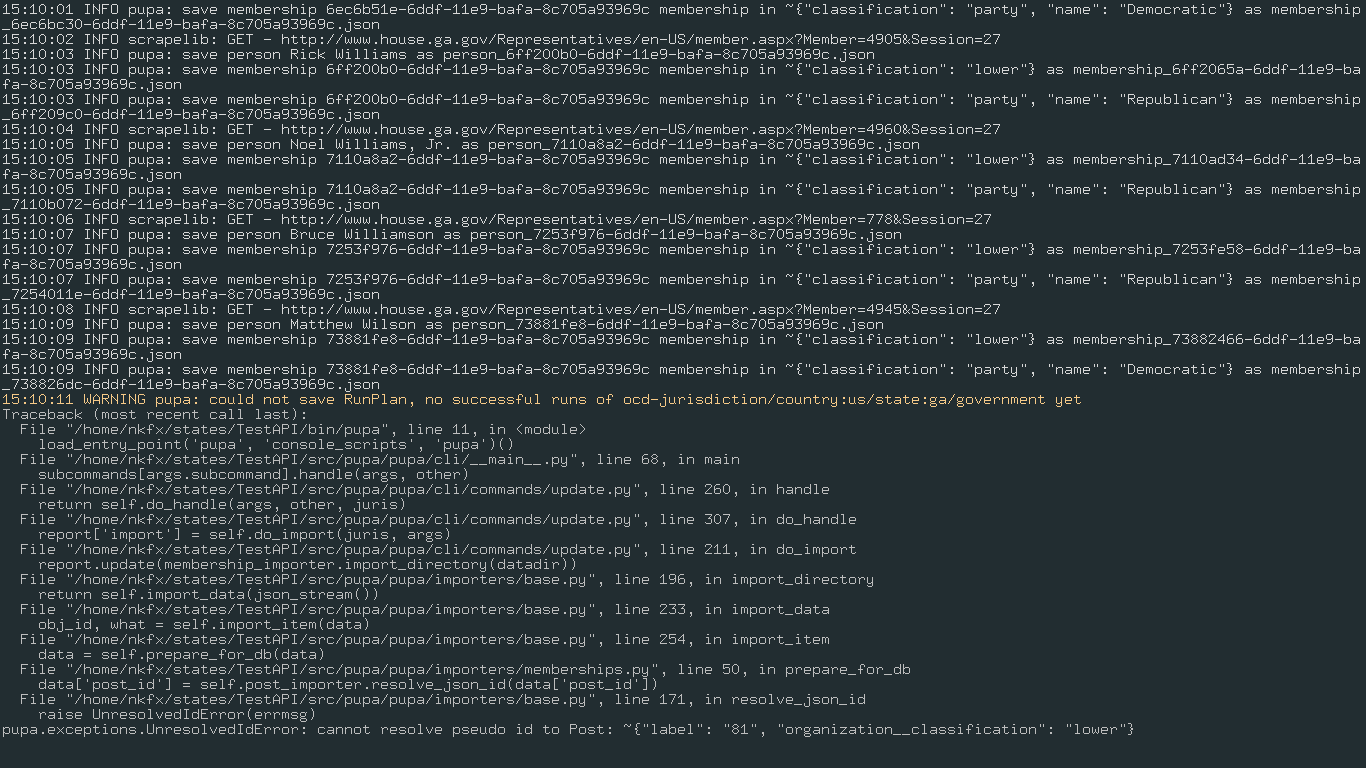 15:10:01 INFO pupa: save membership 6ec6b51e-6ddf-11e9-bafa-8c705a93969c membership in ~{"classification": "party", "name": "Democratic"} as membership
_6ec6bc30-6ddf-11e9-bafa-8c705a93969c.json
15:10:02 INFO scrapelib: GET - http://www.house.ga.gov/Representatives/en-US/member.aspx?Member=4905&Session=27
15:10:03 INFO pupa: save person Rick Williams as person_6ff200b0-6ddf-11e9-bafa-8c705a93969c.json
15:10:03 INFO pupa: save membership 6ff200b0-6ddf-11e9-bafa-8c705a93969c membership in ~{"classification": "lower"} as membership_6ff2065a-6ddf-11e9-ba
fa-8c705a93969c.json
15:10:03 INFO pupa: save membership 6ff200b0-6ddf-11e9-bafa-8c705a93969c membership in ~{"classification": "party", "name": "Republican"} as membership
_6ff209c0-6ddf-11e9-bafa-8c705a93969c.json
15:10:04 INFO scrapelib: GET - http://www.house.ga.gov/Representatives/en-US/member.aspx?Member=4960&Session=27
15:10:05 INFO pupa: save person Noel Williams, Jr. as person_7110a8a2-6ddf-11e9-bafa-8c705a93969c.json
15:10:05 INFO pupa: save membership 7110a8a2-6ddf-11e9-bafa-8c705a93969c membership in ~{"classification": "lower"} as membership_7110ad34-6ddf-11e9-ba
fa-8c705a93969c.json
15:10:05 INFO pupa: save membership 7110a8a2-6ddf-11e9-bafa-8c705a93969c membership in ~{"classification": "party", "name": "Republican"} as membership
_7110b072-6ddf-11e9-bafa-8c705a93969c.json
15:10:06 INFO scrapelib: GET - http://www.house.ga.gov/Representatives/en-US/member.aspx?Member=778&Session=27
15:10:07 INFO pupa: save person Bruce Williamson as person_7253f976-6ddf-11e9-bafa-8c705a93969c.json
15:10:07 INFO pupa: save membership 7253f976-6ddf-11e9-bafa-8c705a93969c membership in ~{"classification": "lower"} as membership_7253fe58-6ddf-11e9-ba
fa-8c705a93969c.json
15:10:07 INFO pupa: save membership 7253f976-6ddf-11e9-bafa-8c705a93969c membership in ~{"classification": "party", "name": "Republican"} as membership
_7254011e-6ddf-11e9-bafa-8c705a93969c.json
15:10:08 INFO scrapelib: GET - http://www.house.ga.gov/Representatives/en-US/member.aspx?Member=4945&Session=27
15:10:09 INFO pupa: save person Matthew Wilson as person_73881fe8-6ddf-11e9-bafa-8c705a93969c.json
15:10:09 INFO pupa: save membership 73881fe8-6ddf-11e9-bafa-8c705a93969c membership in ~{"classification": "lower"} as membership_73882466-6ddf-11e9-ba
fa-8c705a93969c.json
15:10:09 INFO pupa: save membership 73881fe8-6ddf-11e9-bafa-8c705a93969c membership in ~{"classification": "party", "name": "Democratic"} as membership
_738826dc-6ddf-11e9-bafa-8c705a93969c.json
15:10:11 WARNING pupa: could not save RunPlan, no successful runs of ocd-jurisdiction/country:us/state:ga/government yet
Traceback (most recent call last):
  File "/home/nkfx/states/TestAPI/bin/pupa", line 11, in <module>
    load_entry_point('pupa', 'console_scripts', 'pupa')()
  File "/home/nkfx/states/TestAPI/src/pupa/pupa/cli/__main__.py", line 68, in main
    subcommands[args.subcommand].handle(args, other)
  File "/home/nkfx/states/TestAPI/src/pupa/pupa/cli/commands/update.py", line 260, in handle
    return self.do_handle(args, other, juris)
  File "/home/nkfx/states/TestAPI/src/pupa/pupa/cli/commands/update.py", line 307, in do_handle
    report['import'] = self.do_import(juris, args)
  File "/home/nkfx/states/TestAPI/src/pupa/pupa/cli/commands/update.py", line 211, in do_import
    report.update(membership_importer.import_directory(datadir))
  File "/home/nkfx/states/TestAPI/src/pupa/pupa/importers/base.py", line 196, in import_directory
    return self.import_data(json_stream())
  File "/home/nkfx/states/TestAPI/src/pupa/pupa/importers/base.py", line 233, in import_data
    obj_id, what = self.import_item(data)
  File "/home/nkfx/states/TestAPI/src/pupa/pupa/importers/base.py", line 254, in import_item
    data = self.prepare_for_db(data)
  File "/home/nkfx/states/TestAPI/src/pupa/pupa/importers/memberships.py", line 50, in prepare_for_db
    data['post_id'] = self.post_importer.resolve_json_id(data['post_id'])
  File "/home/nkfx/states/TestAPI/src/pupa/pupa/importers/base.py", line 171, in resolve_json_id
    raise UnresolvedIdError(errmsg)
pupa.exceptions.UnresolvedIdError: cannot resolve pseudo id to Post: ~{"label": "81", "organization__classification": "lower"}